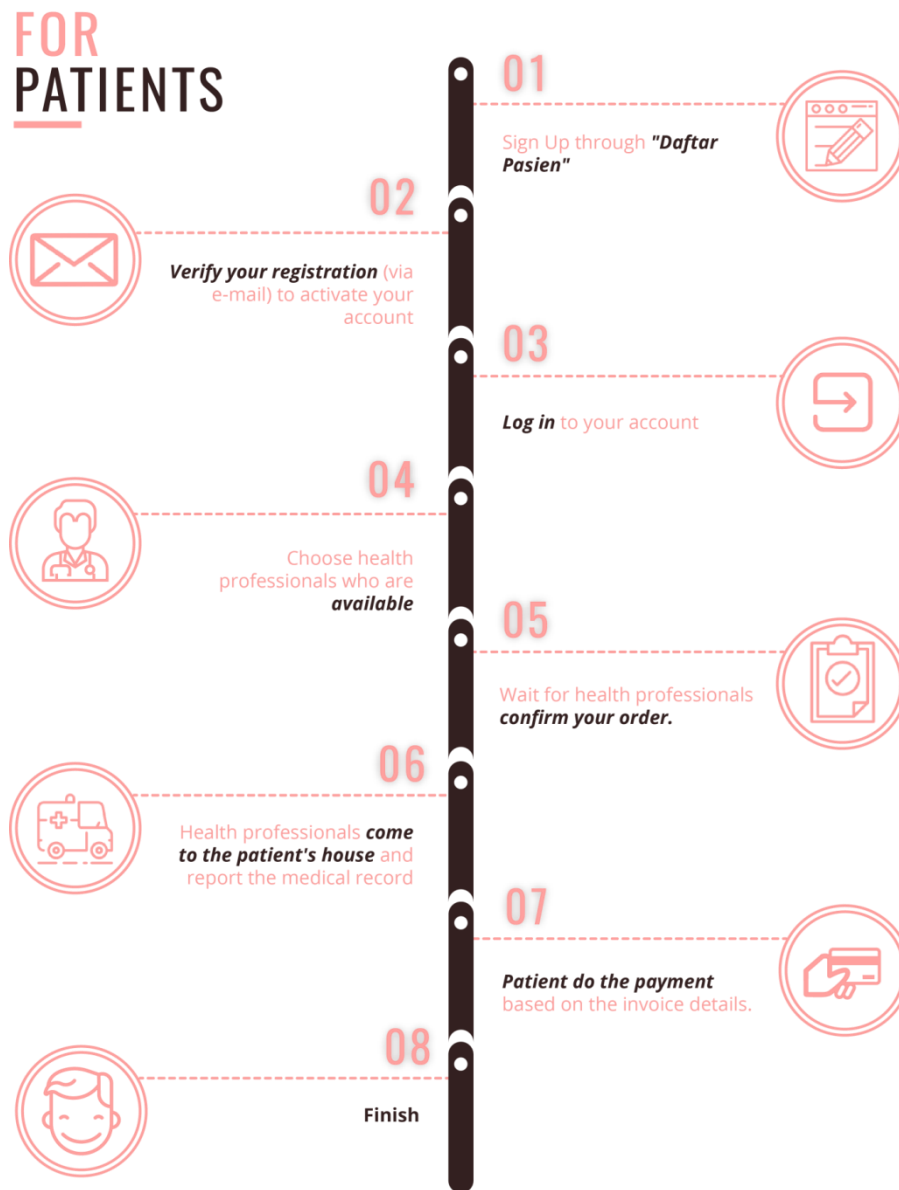 FOR
PATIENTS
01
Sign Up through "Daftar
Pasien"
02
Verify your registration (via
e-mail) to activate your
account
03
Log in to your account
04
Choose health
professionals who are
available
05
Wait for health professionals
confirm your order.
06
Health professionals come
to the patient's house and
report the medical record
07
Patient do the payment
based on the invoice details.
08
Finish